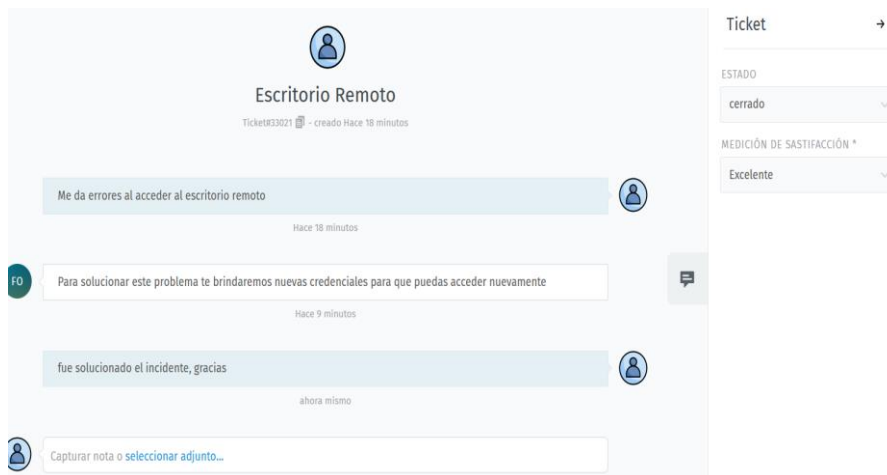 Escritorio Remoto
Ticket#33021 - creado Hace 18 minutos
Me da errores al acceder al escritorio remoto
Hace 18 minutos
FO
Para solucionar este problema te brindaremos nuevas credenciales para que puedas acceder nuevamente
Hace 9 minutos
fue solucionado el incidente, gracias
ahora mismo
Capturar nota o seleccionar adjunto...
Ticket
ESTADO
cerrado
MEDICIÓN DE SASTIFACCIÓN *
Excelente